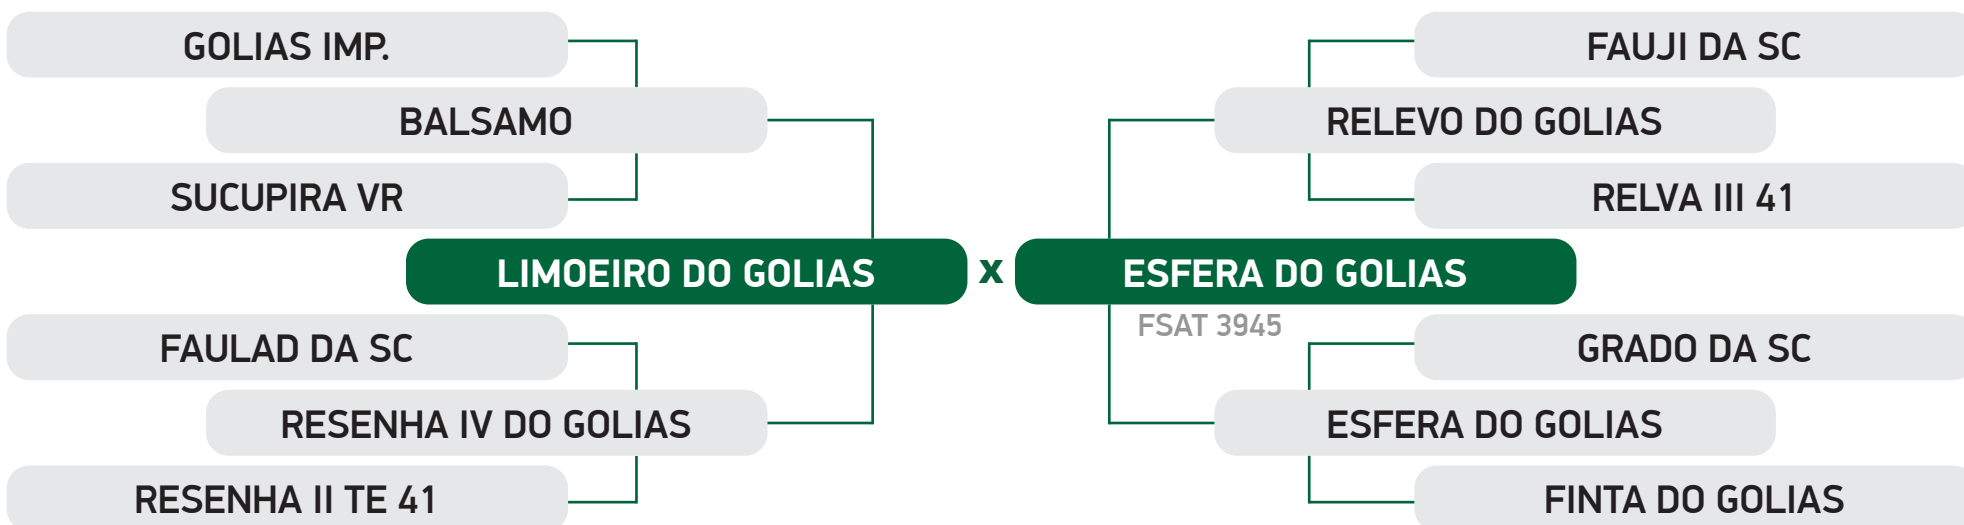 GOLIAS IMP.
FAUJI DA SC
BALSAMO
RELEVO DO GOLIAS
SUCUPIRA VR
RELVA III 41
LIMOEIRO DO GOLIAS x ESFERA DO GOLIAS
FSAT 3945
FAULAD DA SC
GRADO DA SC
RESENHA IV DO GOLIAS
ESFERA DO GOLIAS
RESENHA II TE 41
FINTA DO GOLIAS